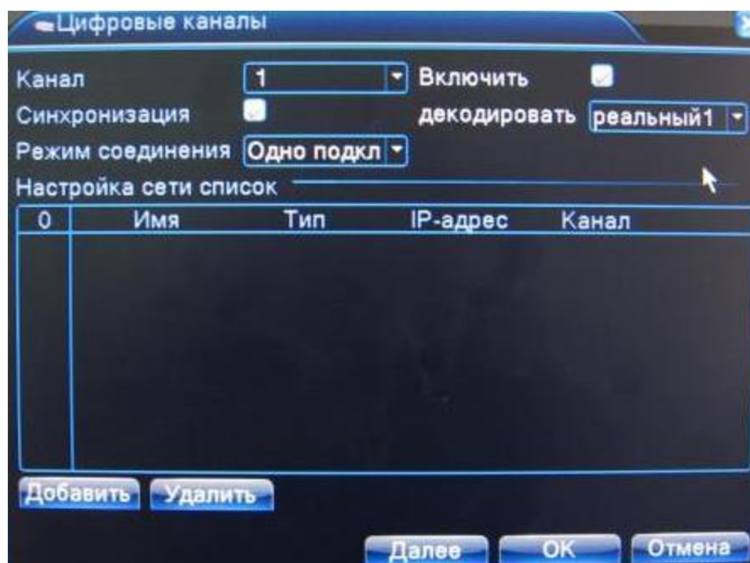 Цифровые каналы
Канал 1 Включить
Синхронизация декодировать реальный1
Режим соединения Одно подкл
Настройка сети список
0 Имя Тип IP-адрес Канал
Добавить Удалить
Далее OK Отмена